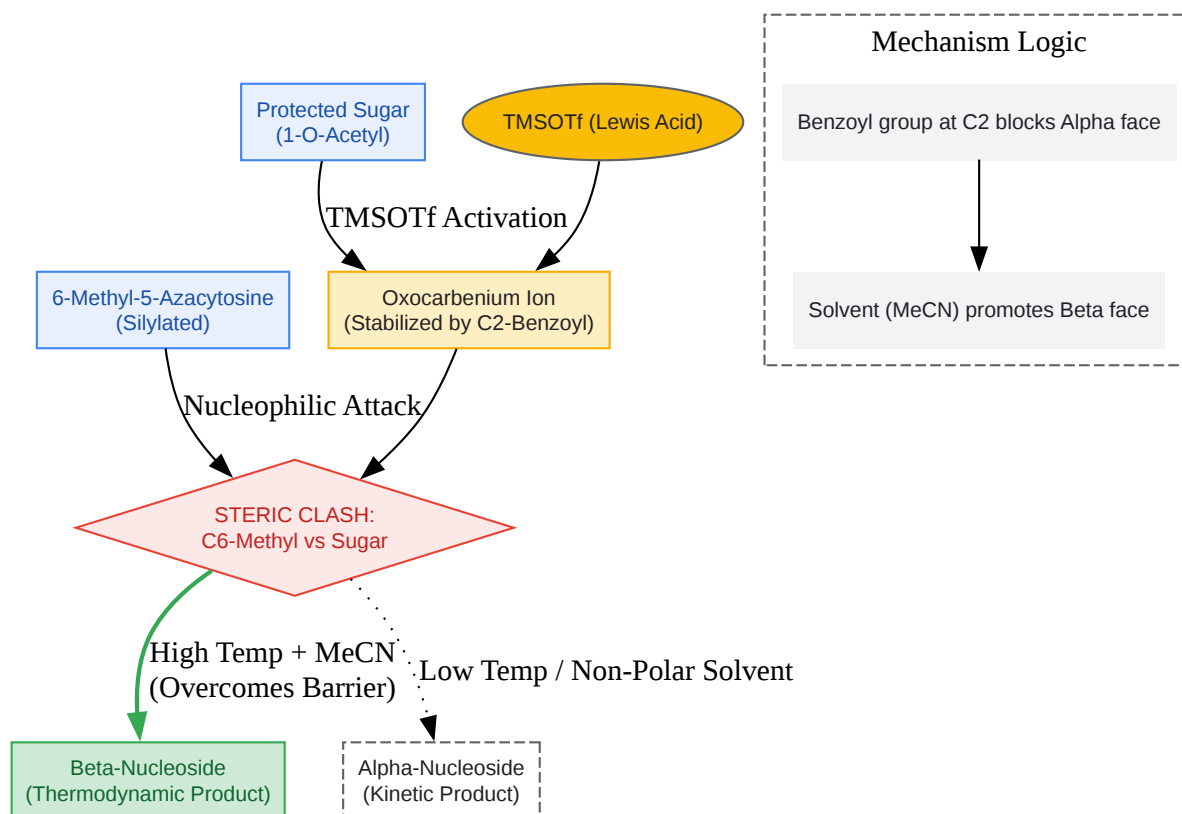 Mechanism Logic
Protected Sugar
(1-O-Acetyl)
TMSOTf (Lewis Acid)
Benzoyl group at C2 blocks Alpha face
TMSOTf Activation
6-Methyl-5-Azacytosine
(Silylated)
Oxocarbenium Ion
(Stabilized by C2-Benzoyl)
Solvent (MeCN) promotes Beta face
Nucleophilic Attack
STERIC CLASH:
C6-Methyl vs Sugar
High Temp + MeCN
(Overcomes Barrier)
Low Temp / Non-Polar Solvent
Beta-Nucleoside
(Thermodynamic Product)
Alpha-Nucleoside
(Kinetic Product)